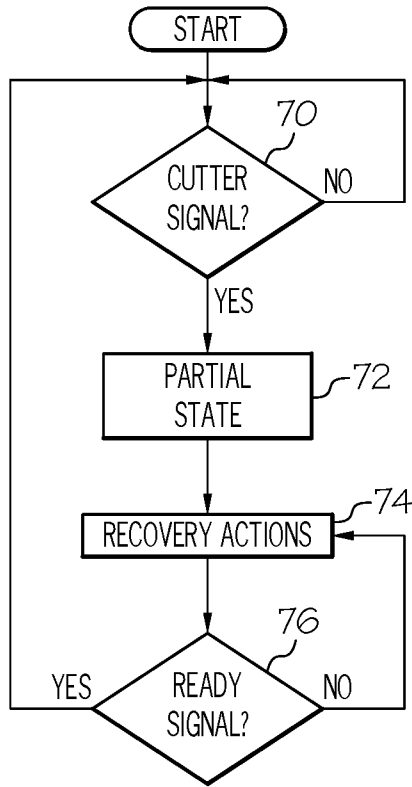 START
70
CUTTER
SIGNAL?
NO
YES
PARTIAL
STATE
72
74
RECOVERY ACTIONS
76
YES
READY
SIGNAL?
NO